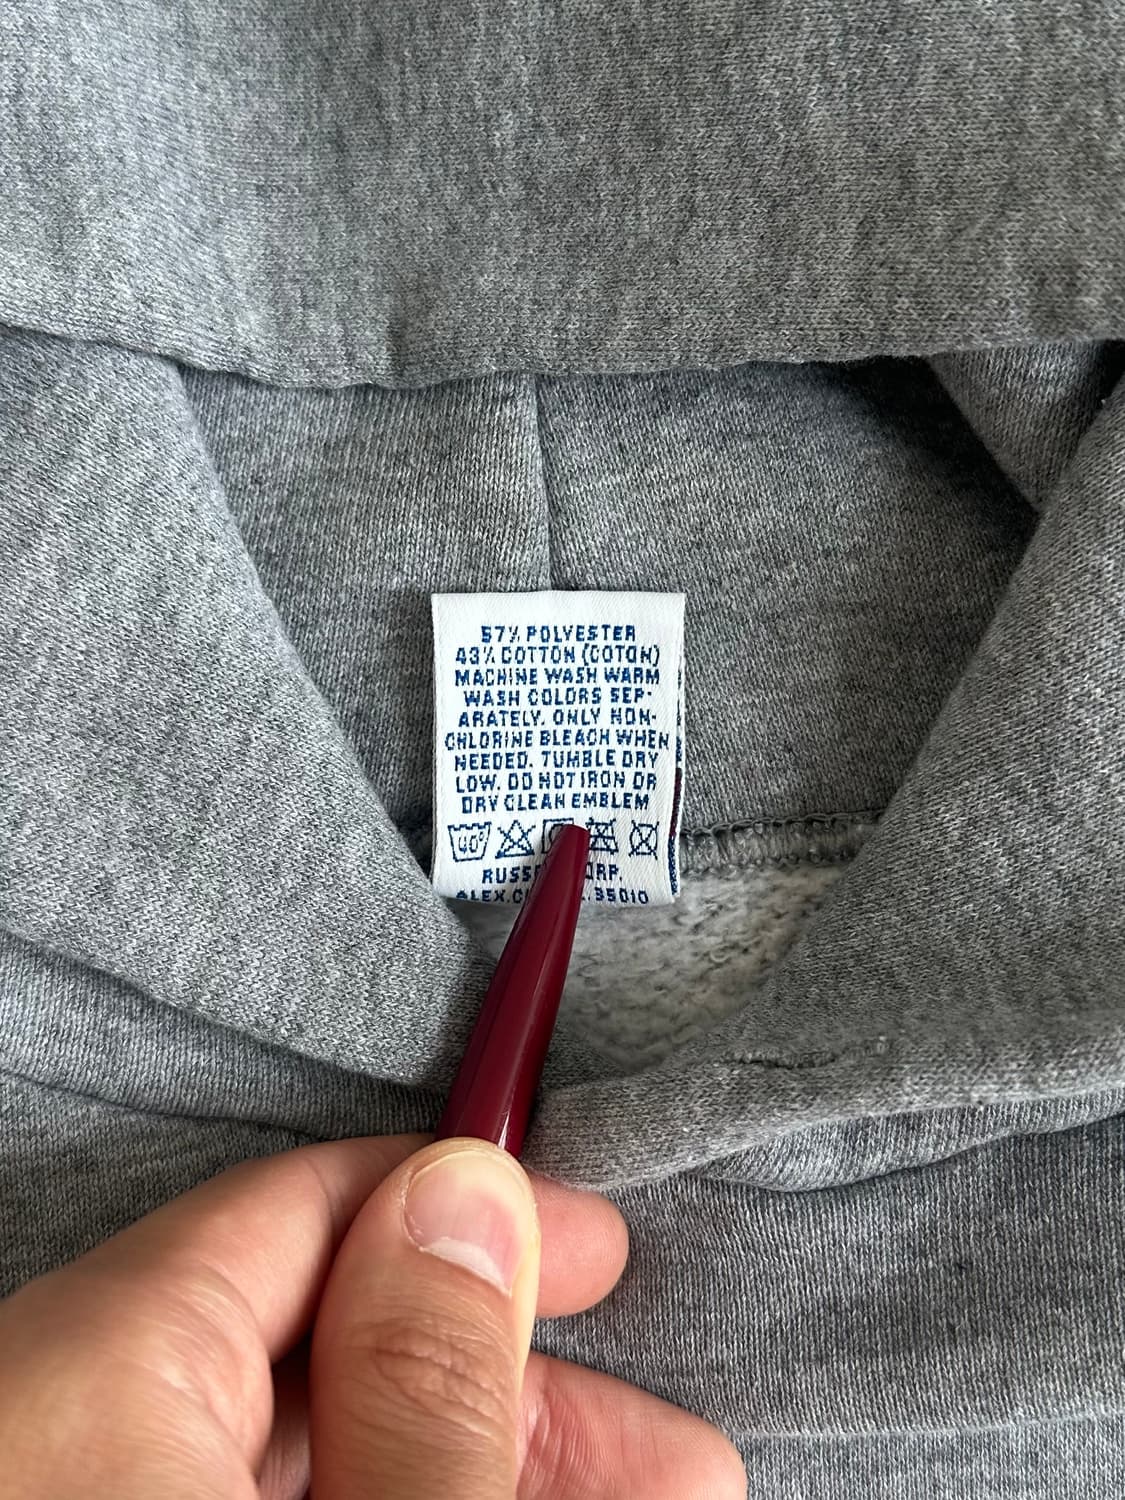 57% POLYESTER
43% COTTON (COTON)
MACHINE WASH WARM
WASH COLORS SEP-
ARATELY. ONLY NON-
CHLORINE BLEACH WHEN
NEEDED. TUMBLE DRY
LOW. DO NOT IRON OR
DRY CLEAN EMBLEM
40°
35010